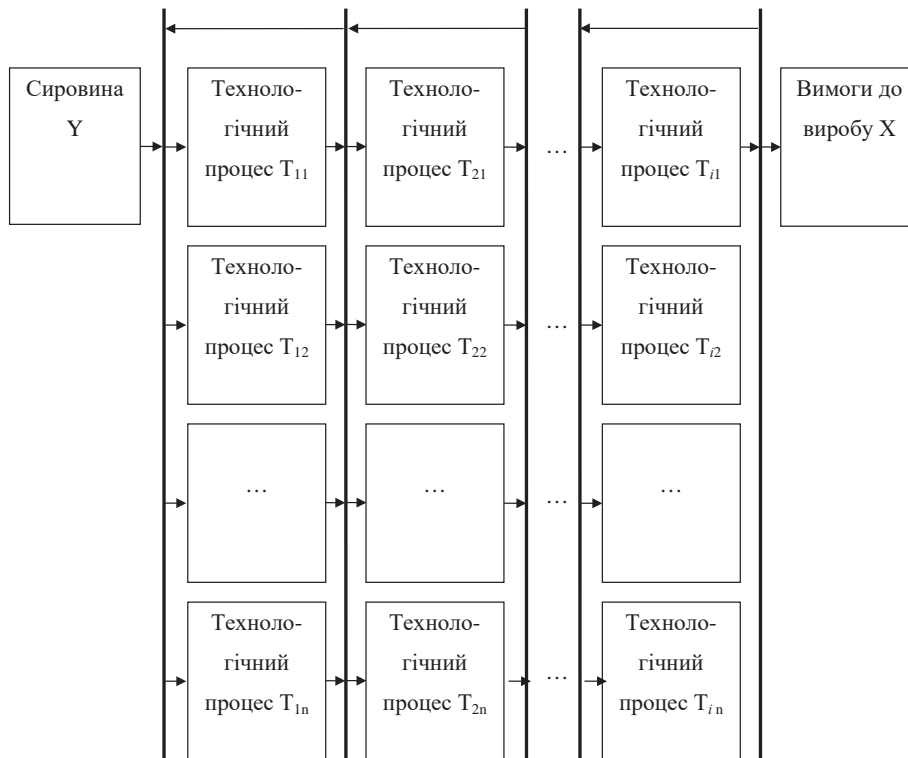 Сировина
Y
Техноло-
гічний
процес T₁₁
Техноло-
гічний
процес T₂₁
…
Техноло-
гічний
процес Tᵢ₁
Вимоги до
виробу X
Техноло-
гічний
процес T₁₂
Техноло-
гічний
процес T₂₂
…
Техноло-
гічний
процес Tᵢ₂
…
…
…
…
Техноло-
гічний
процес T₁ₙ
Техноло-
гічний
процес T₂ₙ
…
Техноло-
гічний
процес Tᵢ ₙ